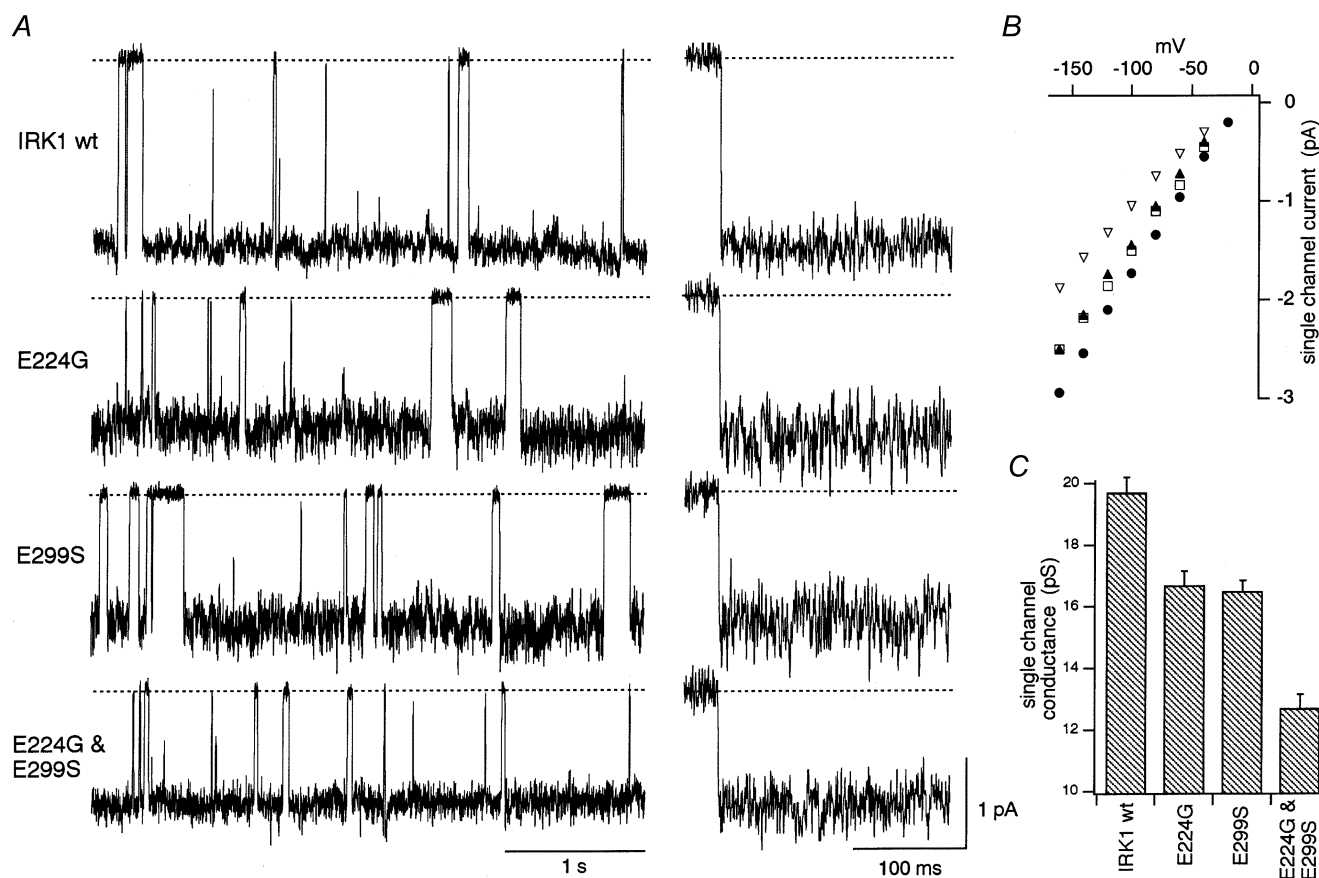 A
IRK1 wt
E224G
E299S
E224G &
E299S
1 s
1 pA
100 ms
B
mV
-150 -100 -50 0
0
-1
-2
-3
single channel current (pA)
C
single channel
conductance (pS)
20
18
16
14
12
10
IRK1 wt
E224G
E299S
E224G &
E299S